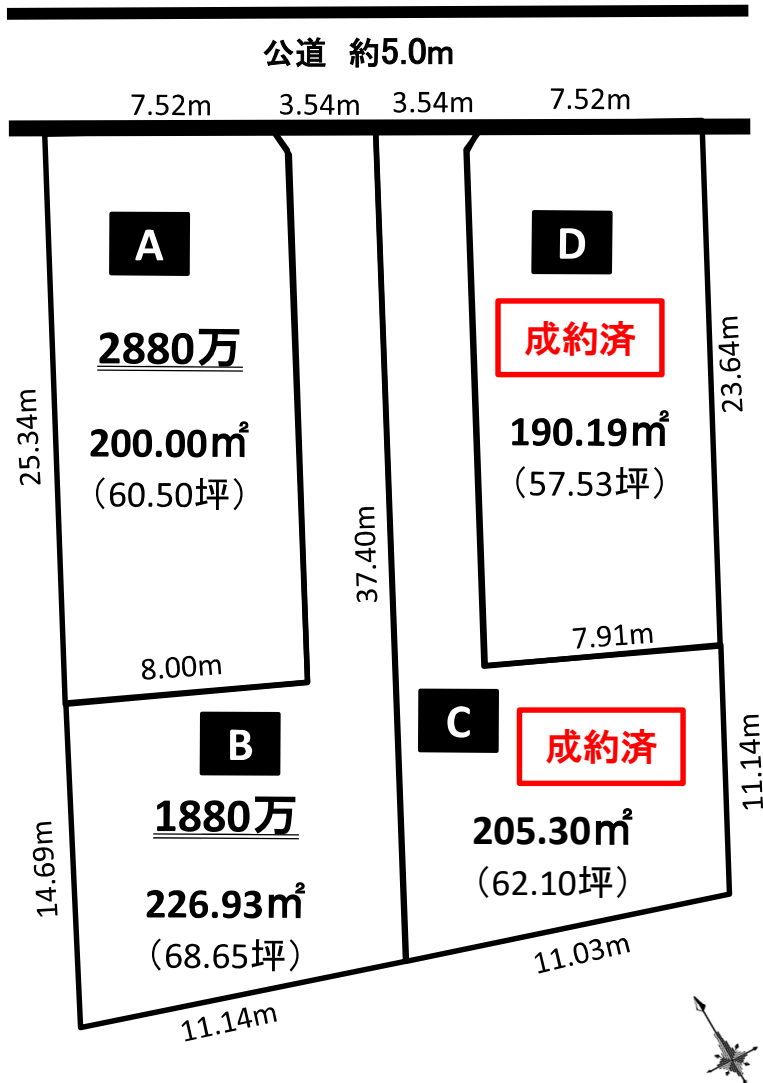 公道 約5.0m
7.52m
3.54m
3.54m
7.52m
A
2880万
200.00㎡
(60.50坪)
25.34m
8.00m
37.40m
D
成約済
190.19㎡
(57.53坪)
23.64m
7.91m
B
1880万
226.93㎡
(68.65坪)
14.69m
11.14m
C
成約済
205.30㎡
(62.10坪)
11.14m
11.03m